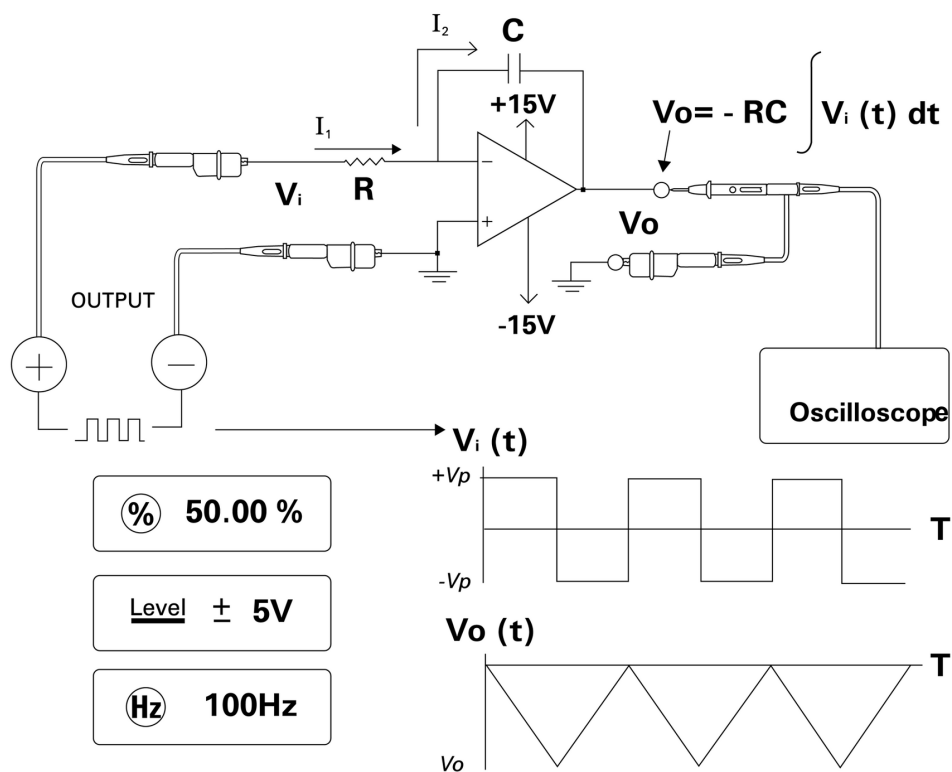 I₂
C
+15V
I₁
Vo= - RC ∫ Vᵢ (t) dt
−
Vᵢ
R
+
Vo
OUTPUT
-15V
+
−
Oscilloscope
Vᵢ (t)
+Vp
T
-Vp
% 50.00 %
Level ± 5V
Hz 100Hz
Vo (t)
T
Vo